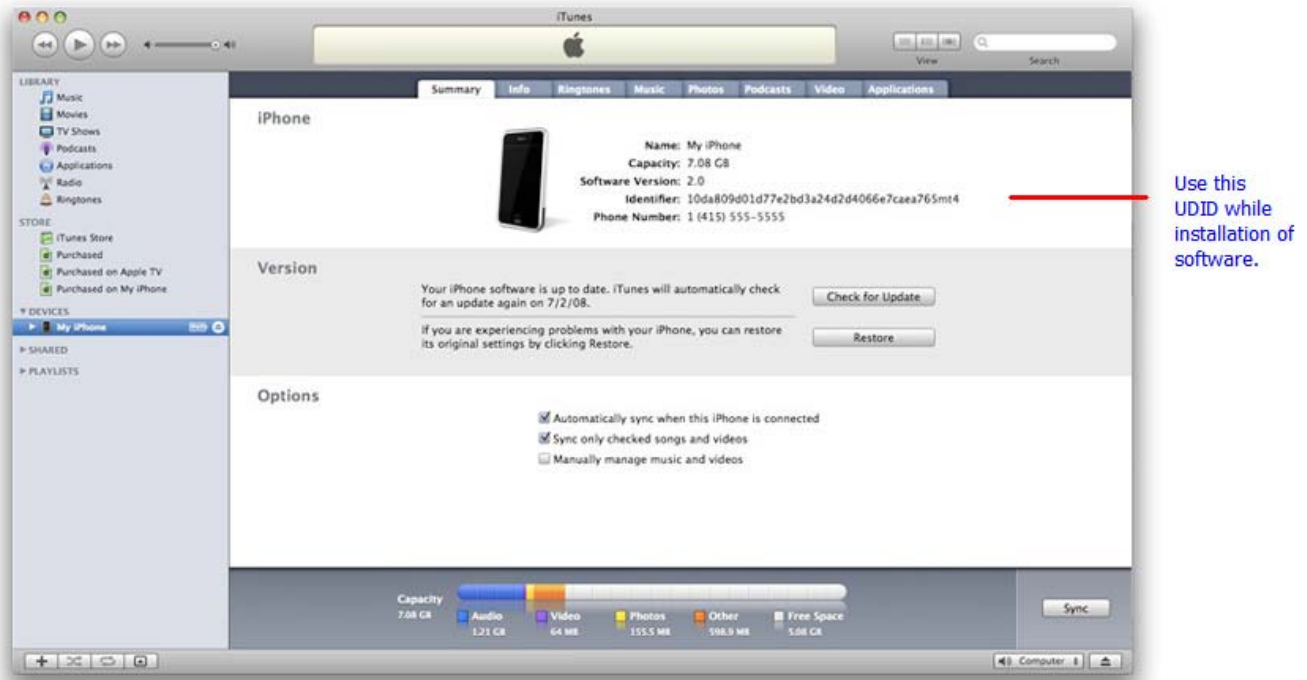 iTunes
View
Search
LIBRARY
Music
Movies
TV Shows
Podcasts
Applications
Radio
Ringtones
STORE
iTunes Store
Purchased
Purchased on Apple TV
Purchased on My iPhone
DEVICES
My iPhone
SHARED
PLAYLISTS
Summary Info Ringtones Music Photos Podcasts Video Applications
iPhone
Name: My iPhone
Capacity: 7.08 GB
Software Version: 2.0
Identifier: 10da809d01d77e2bd3a24d2d4066e7caea765mt4
Phone Number: 1 (415) 555-5555
Version
Your iPhone software is up to date. iTunes will automatically check
for an update again on 7/2/08.
Check for Update
If you are experiencing problems with your iPhone, you can restore
its original settings by clicking Restore.
Restore
Options
Automatically sync when this iPhone is connected
Sync only checked songs and videos
Manually manage music and videos
Capacity
7.08 GB
Audio
1.21 GB
Video
64 MB
Photos
155.5 MB
Other
598.9 MB
Free Space
5.08 GB
Sync
Computer
Use this
UDID while
installation of
software.